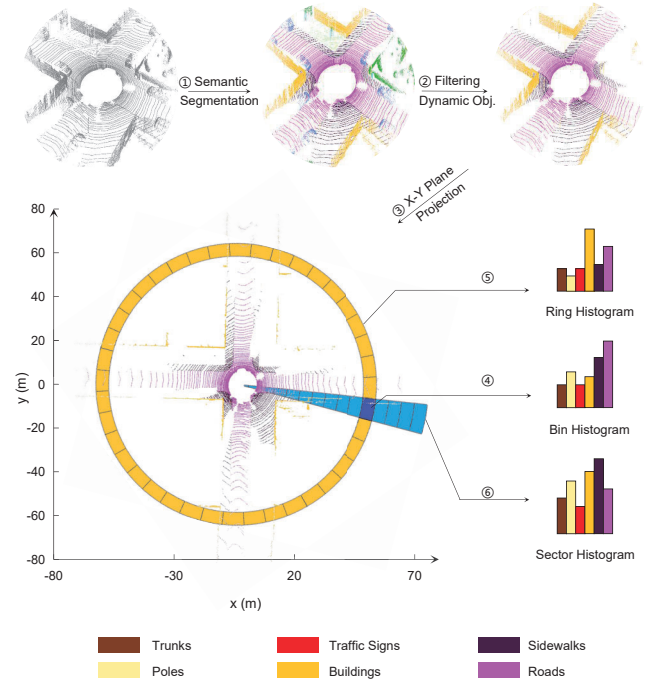 ① Semantic
Segmentation
② Filtering
Dynamic Obj.
③ X-Y Plane
Projection
80
60
40
20
0
-20
-40
-60
-80
y (m)
-80
-30
20
70
x (m)
⑤
Ring Histogram
④
Bin Histogram
⑥
Sector Histogram
Trunks
Traffic Signs
Sidewalks
Poles
Buildings
Roads